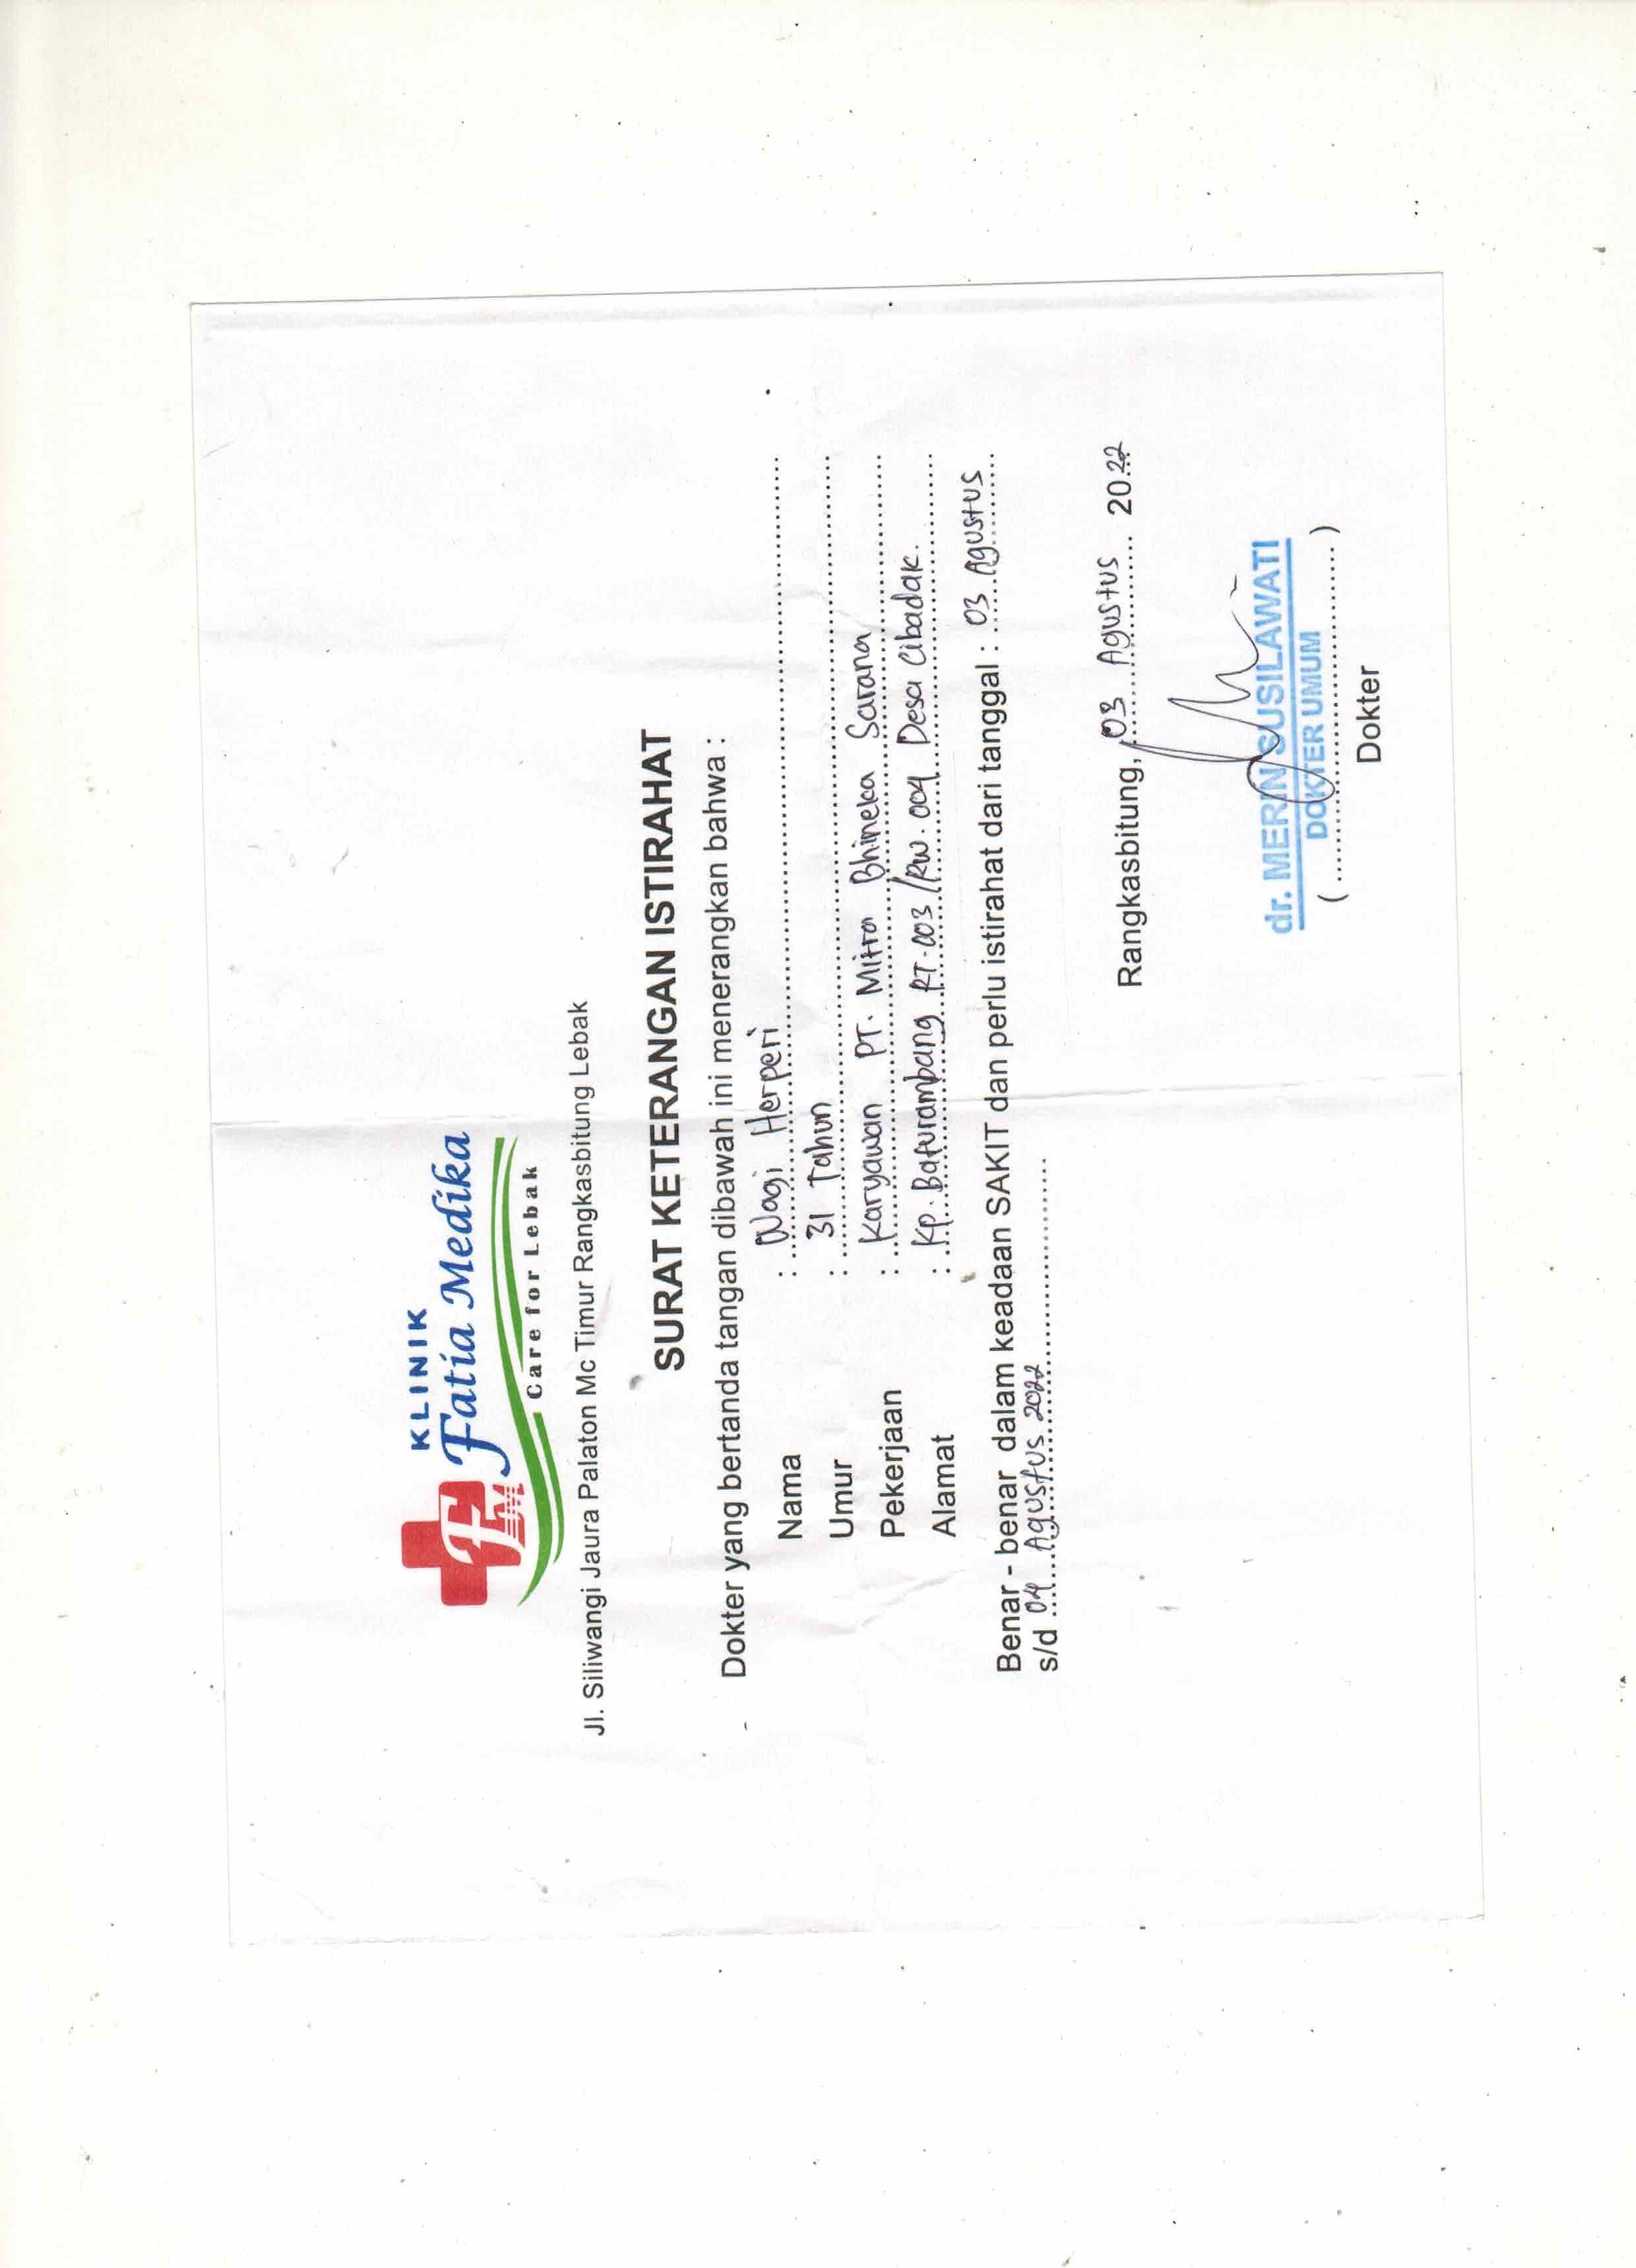 KLINIK
Fatia Medika
FM
Care for Lebak
Jl. Siliwangi Jaura Palaton Mc Timur Rangkasbitung Lebak
SURAT KETERANGAN ISTIRAHAT
Dokter yang bertanda tangan dibawah ini menerangkan bahwa :
Nama : Wagi Herperi
Umur : 31 Tahun
Pekerjaan : Karyawan PT. Mitra Bhineka Sarana
Alamat : Kp. Baturambang RT.003/RW.004 Desa Cibadak.
Benar - benar dalam keadaan SAKIT dan perlu istirahat dari tanggal : 03 Agustus
s/d 04 Agustus 2022
Rangkasbitung, 03 Agustus 2022
dr. MERIN SUSILAWATI
DOKTER UMUM
(..............................)
Dokter